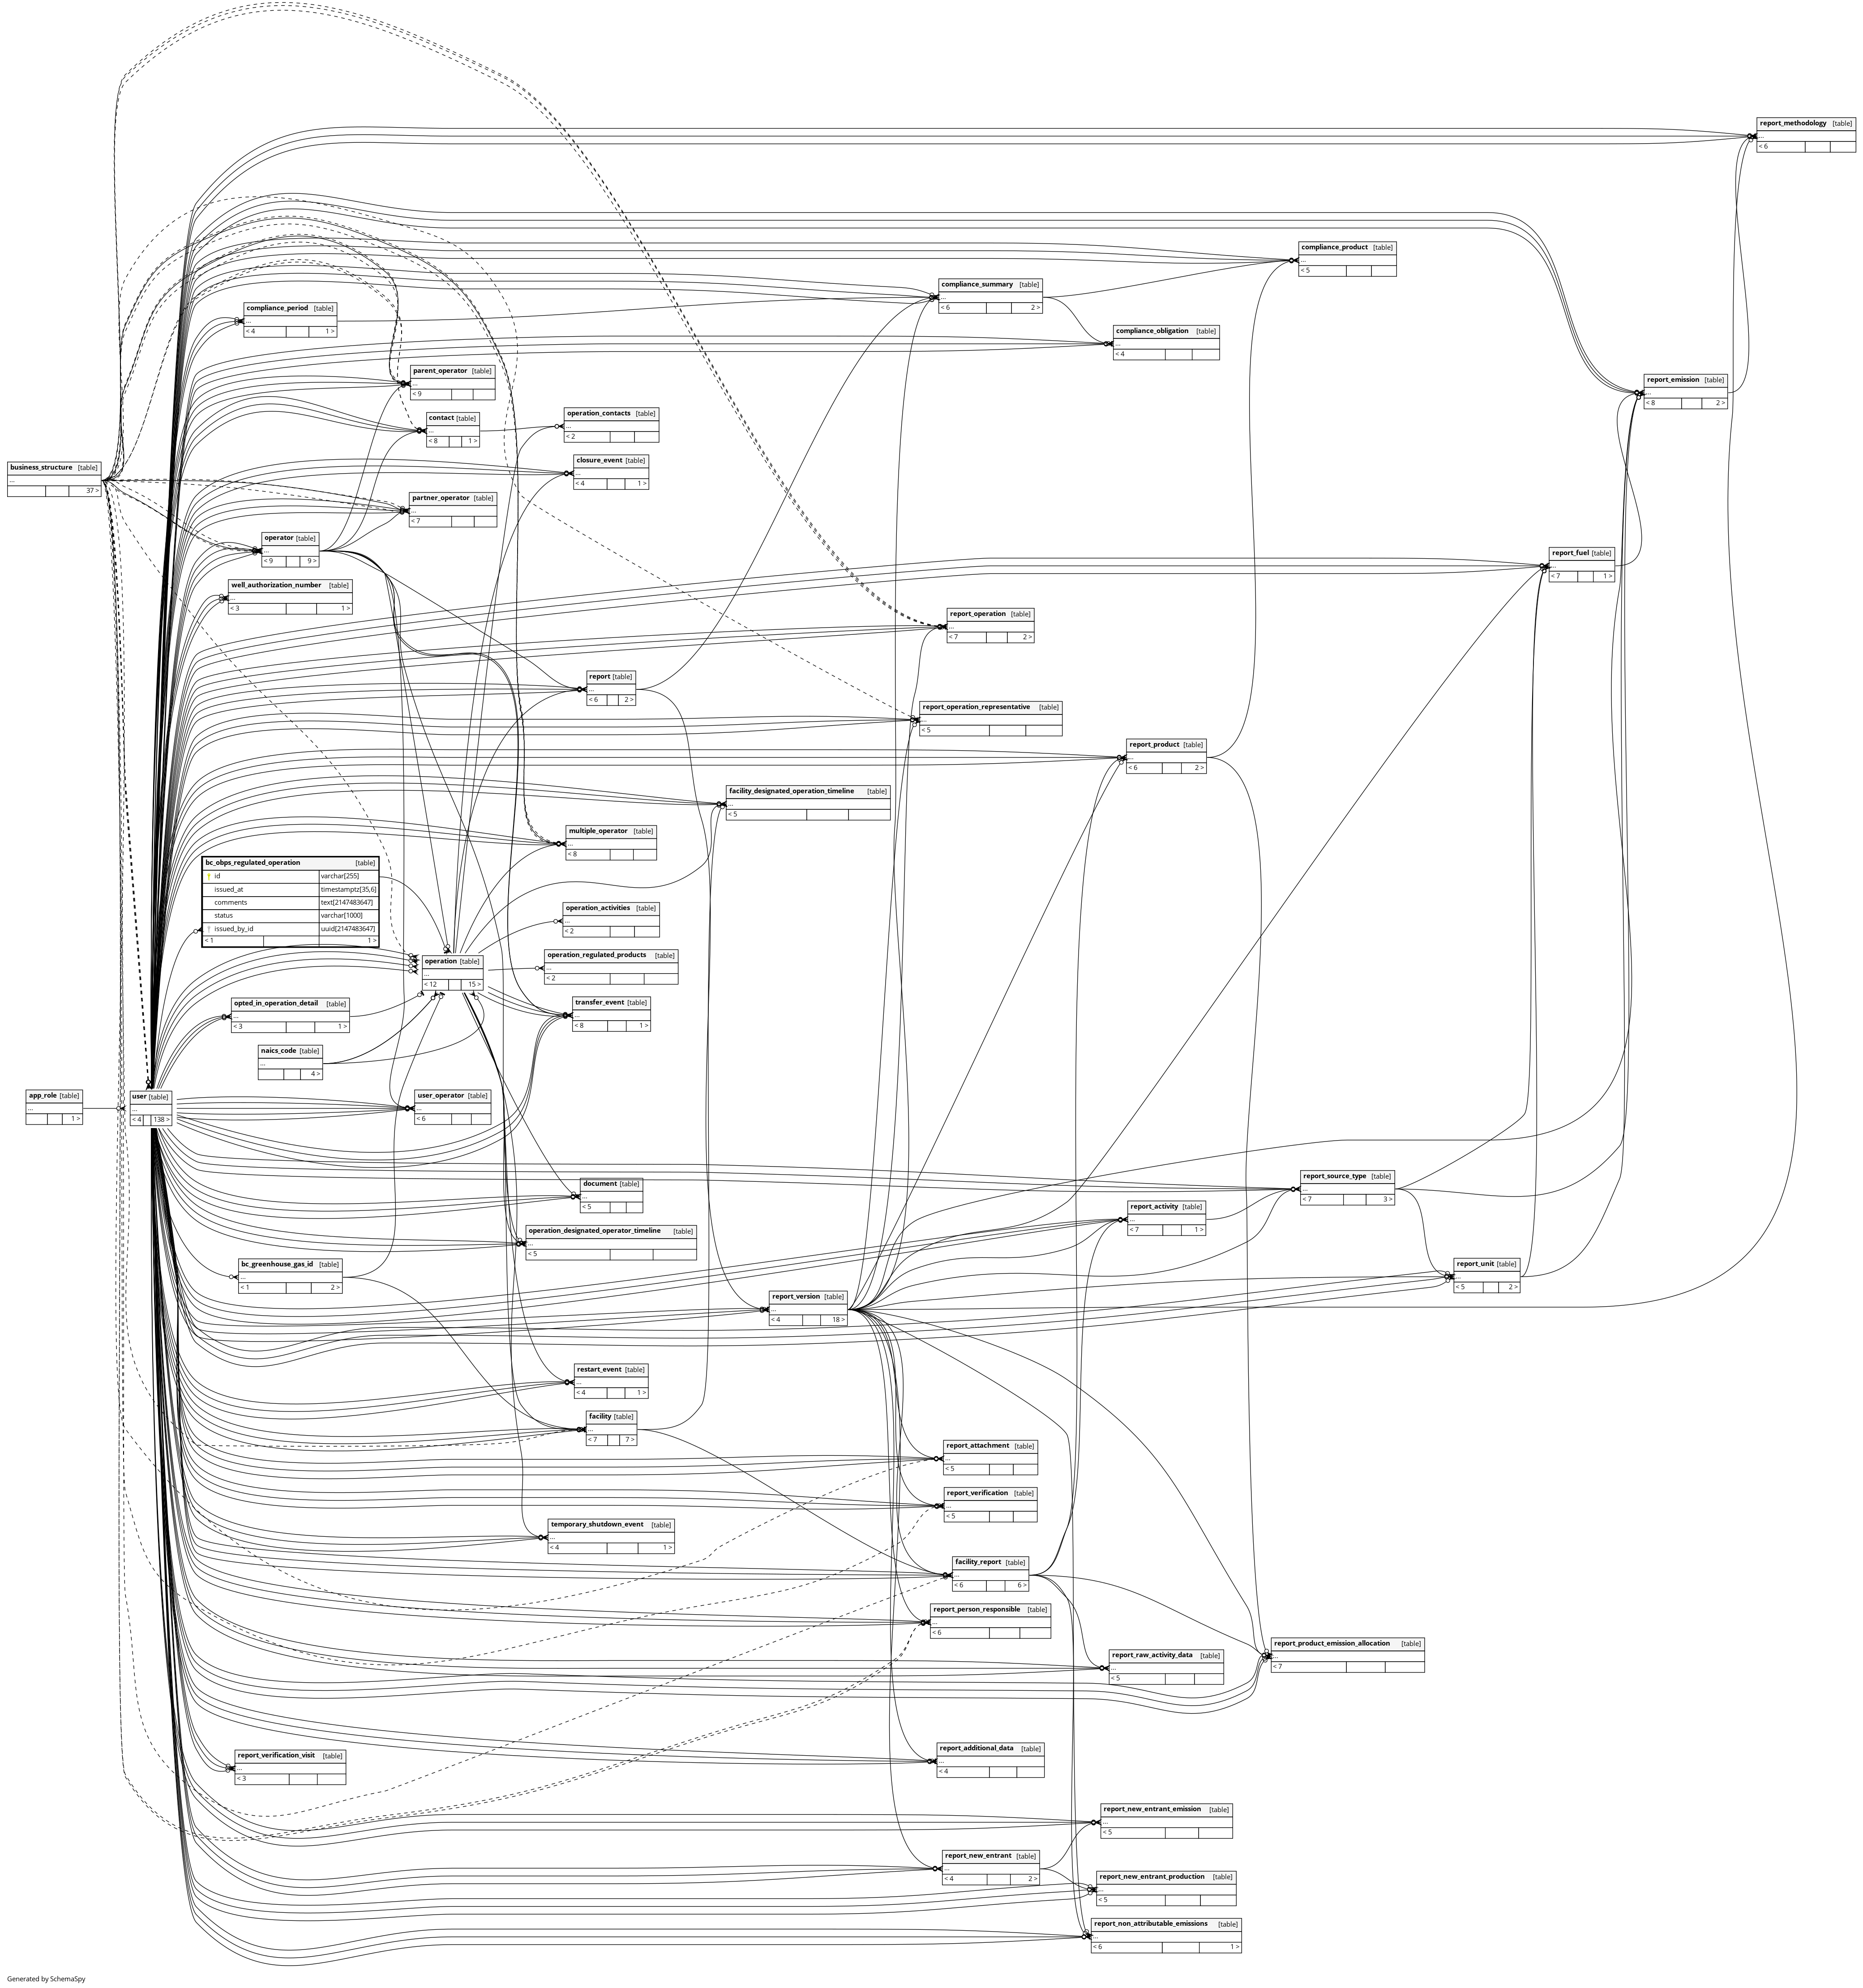 report_methodology [table]
...
< 6
compliance_product [table]
...
< 5
compliance_summary [table]
...
< 6 2 >
compliance_period [table]
...
< 4 1 >
compliance_obligation [table]
...
< 4
parent_operator [table]
...
< 9
report_emission [table]
...
< 8 2 >
contact [table]
...
< 8 1 >
operation_contacts [table]
...
< 2
closure_event [table]
...
< 4 1 >
business_structure [table]
...
37 >
partner_operator [table]
...
< 7
operator [table]
...
< 9 9 >
report_fuel [table]
...
< 7 1 >
well_authorization_number [table]
...
< 3 1 >
report_operation [table]
...
< 7 2 >
report [table]
...
< 6 2 >
report_operation_representative [table]
...
< 5
report_product [table]
...
< 6 2 >
facility_designated_operation_timeline [table]
...
< 5
multiple_operator [table]
...
< 8
bc_obps_regulated_operation [table]
id varchar[255]
issued_at timestamptz[35,6]
comments text[2147483647]
status varchar[1000]
issued_by_id uuid[2147483647]
< 1 1 >
operation_activities [table]
...
< 2
operation_regulated_products [table]
...
< 2
operation [table]
...
< 12 15 >
opted_in_operation_detail [table]
...
< 3 1 >
transfer_event [table]
...
< 8 1 >
naics_code [table]
...
4 >
app_role [table]
...
1 >
user [table]
...
< 4 138 >
user_operator [table]
...
< 6
report_source_type [table]
...
< 7 3 >
document [table]
...
< 5
report_activity [table]
...
< 7 1 >
operation_designated_operator_timeline [table]
...
< 5
bc_greenhouse_gas_id [table]
...
< 1 2 >
report_unit [table]
...
< 5 2 >
report_version [table]
...
< 4 18 >
restart_event [table]
...
< 4 1 >
facility [table]
...
< 7 7 >
report_attachment [table]
...
< 5
report_verification [table]
...
< 5
temporary_shutdown_event [table]
...
< 4 1 >
facility_report [table]
...
< 6 6 >
report_person_responsible [table]
...
< 6
report_product_emission_allocation [table]
...
< 7
report_raw_activity_data [table]
...
< 5
report_additional_data [table]
...
< 4
report_verification_visit [table]
...
< 3
report_new_entrant_emission [table]
...
< 5
report_new_entrant [table]
...
< 4 2 >
report_new_entrant_production [table]
...
< 5
report_non_attributable_emissions [table]
...
< 6 1 >
Generated by SchemaSpy